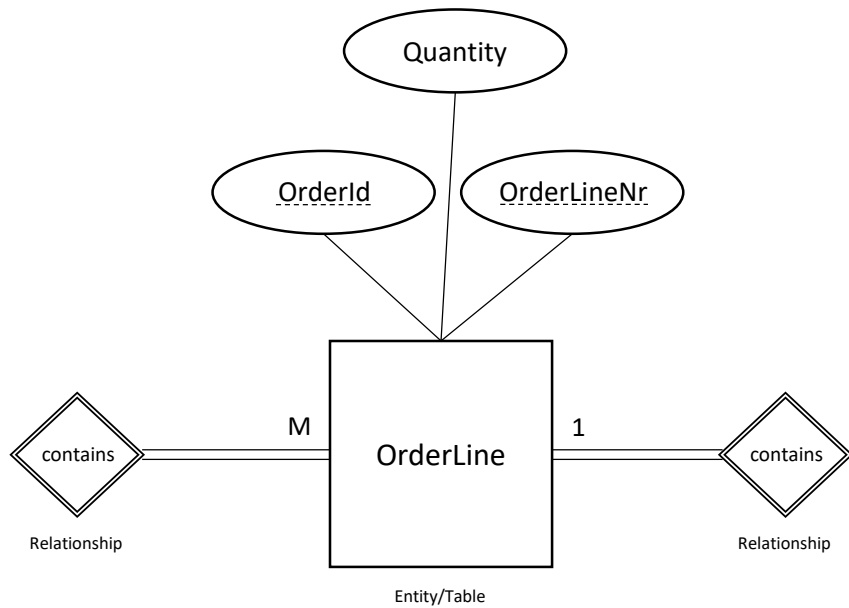 Quantity
OrderId
OrderLineNr
M
1
contains
OrderLine
contains
Relationship
Relationship
Entity/Table